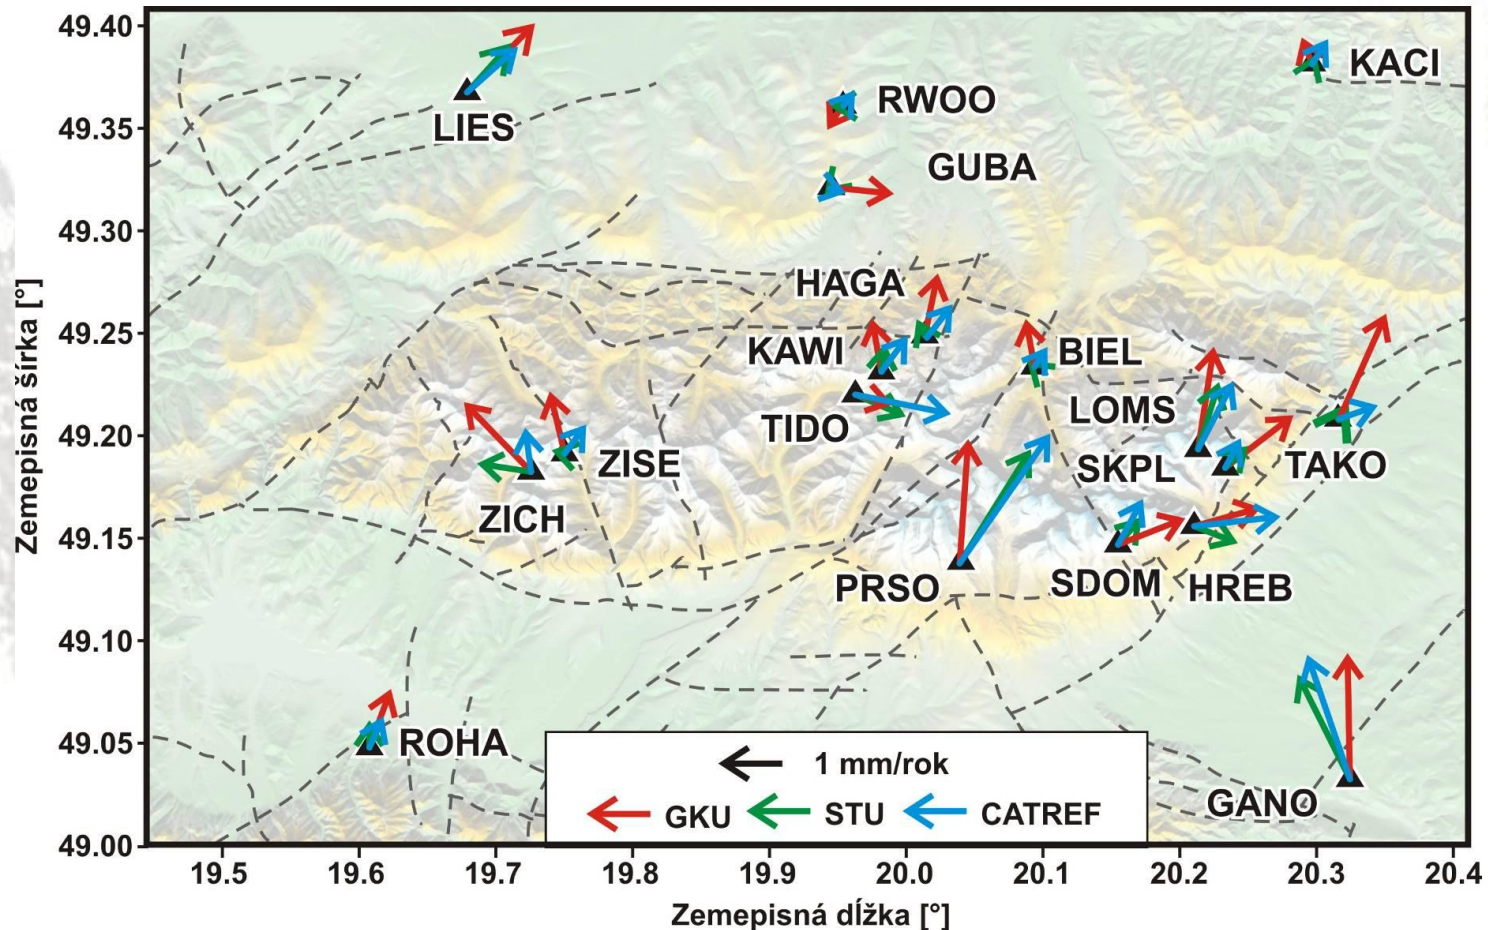 49.40
49.35
49.30
49.25
49.20
49.15
49.10
49.05
49.00
Zemepisná šírka [°]
LIES
KACI
RWOO
GUBA
HAGA
KAWI
BIEL
TIDO
LOMS
ZISE
SKPL
TAKO
ZICH
PRSO
SDOM
HREB
ROHA
GANO
1 mm/rok
GKU STU CATREF
19.5 19.6 19.7 19.8 19.9 20.0 20.1 20.2 20.3 20.4
Zemepisná dĺžka [°]